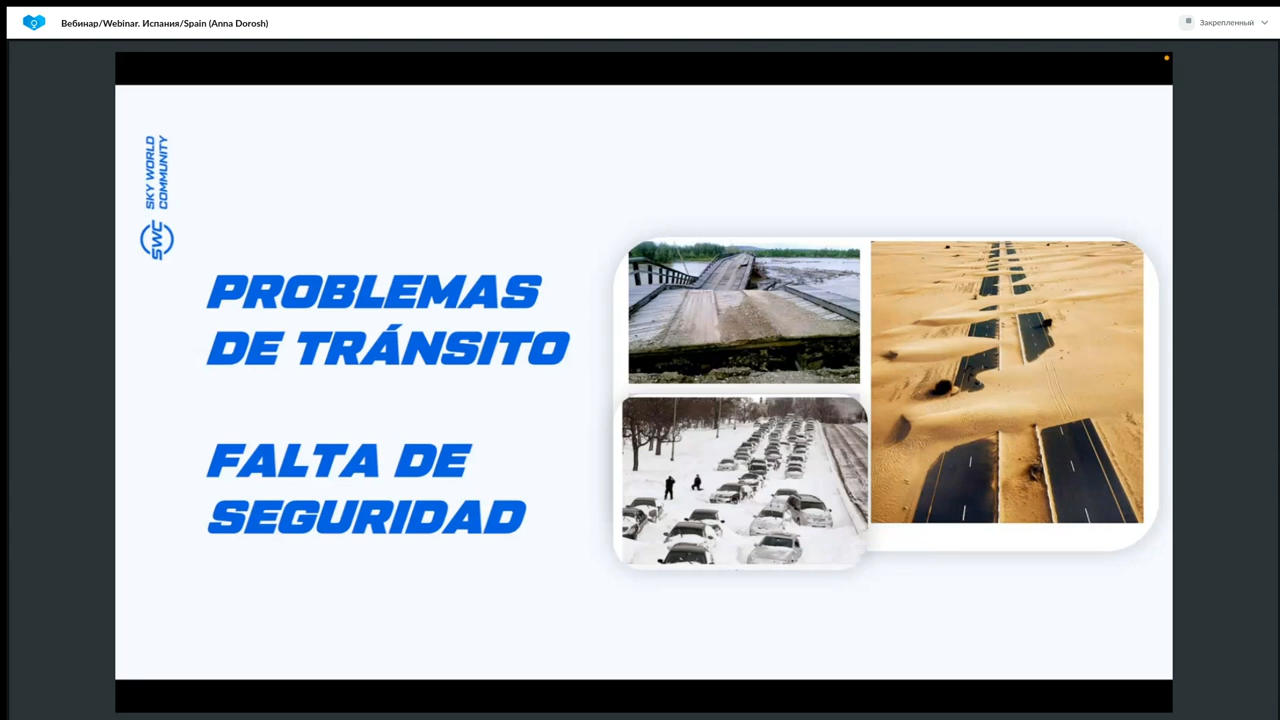 Вебинар/Webinar. Испания/Spain (Anna Dorosh)
Закрепленный
SWC
SKY WORLD
COMMUNITY
PROBLEMAS
DE TRÁNSITO
FALTA DE
SEGURIDAD